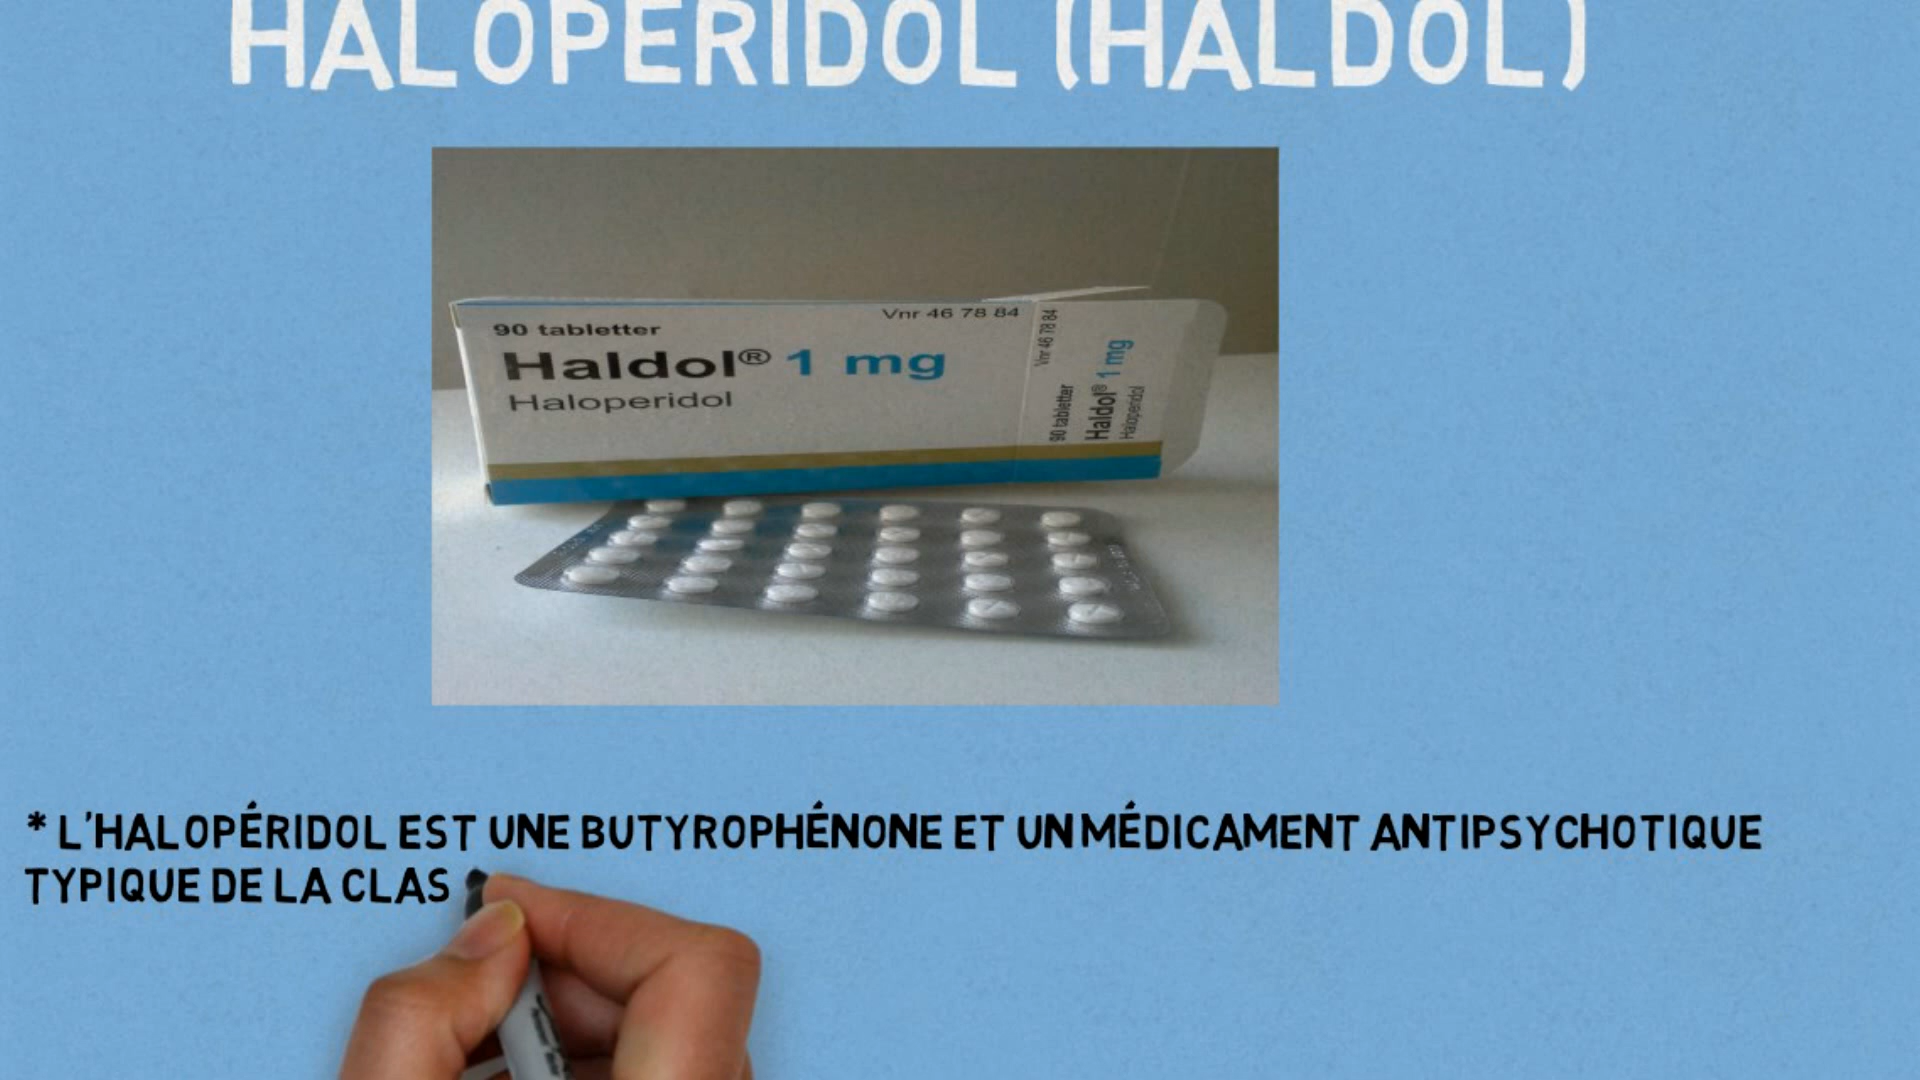 HALOPERIDOL (HALDOL)
90 tabletter
Vnr 46 78 84
Haldol® 1 mg
Haloperidol
Vnr 46 78 84
90 tabletter
Haldol® 1 mg
Haloperidol
* L'HALOPÉRIDOL EST UNE BUTYROPHÉNONE ET UN MÉDICAMENT ANTIPSYCHOTIQUE
TYPIQUE DE LA CLAS